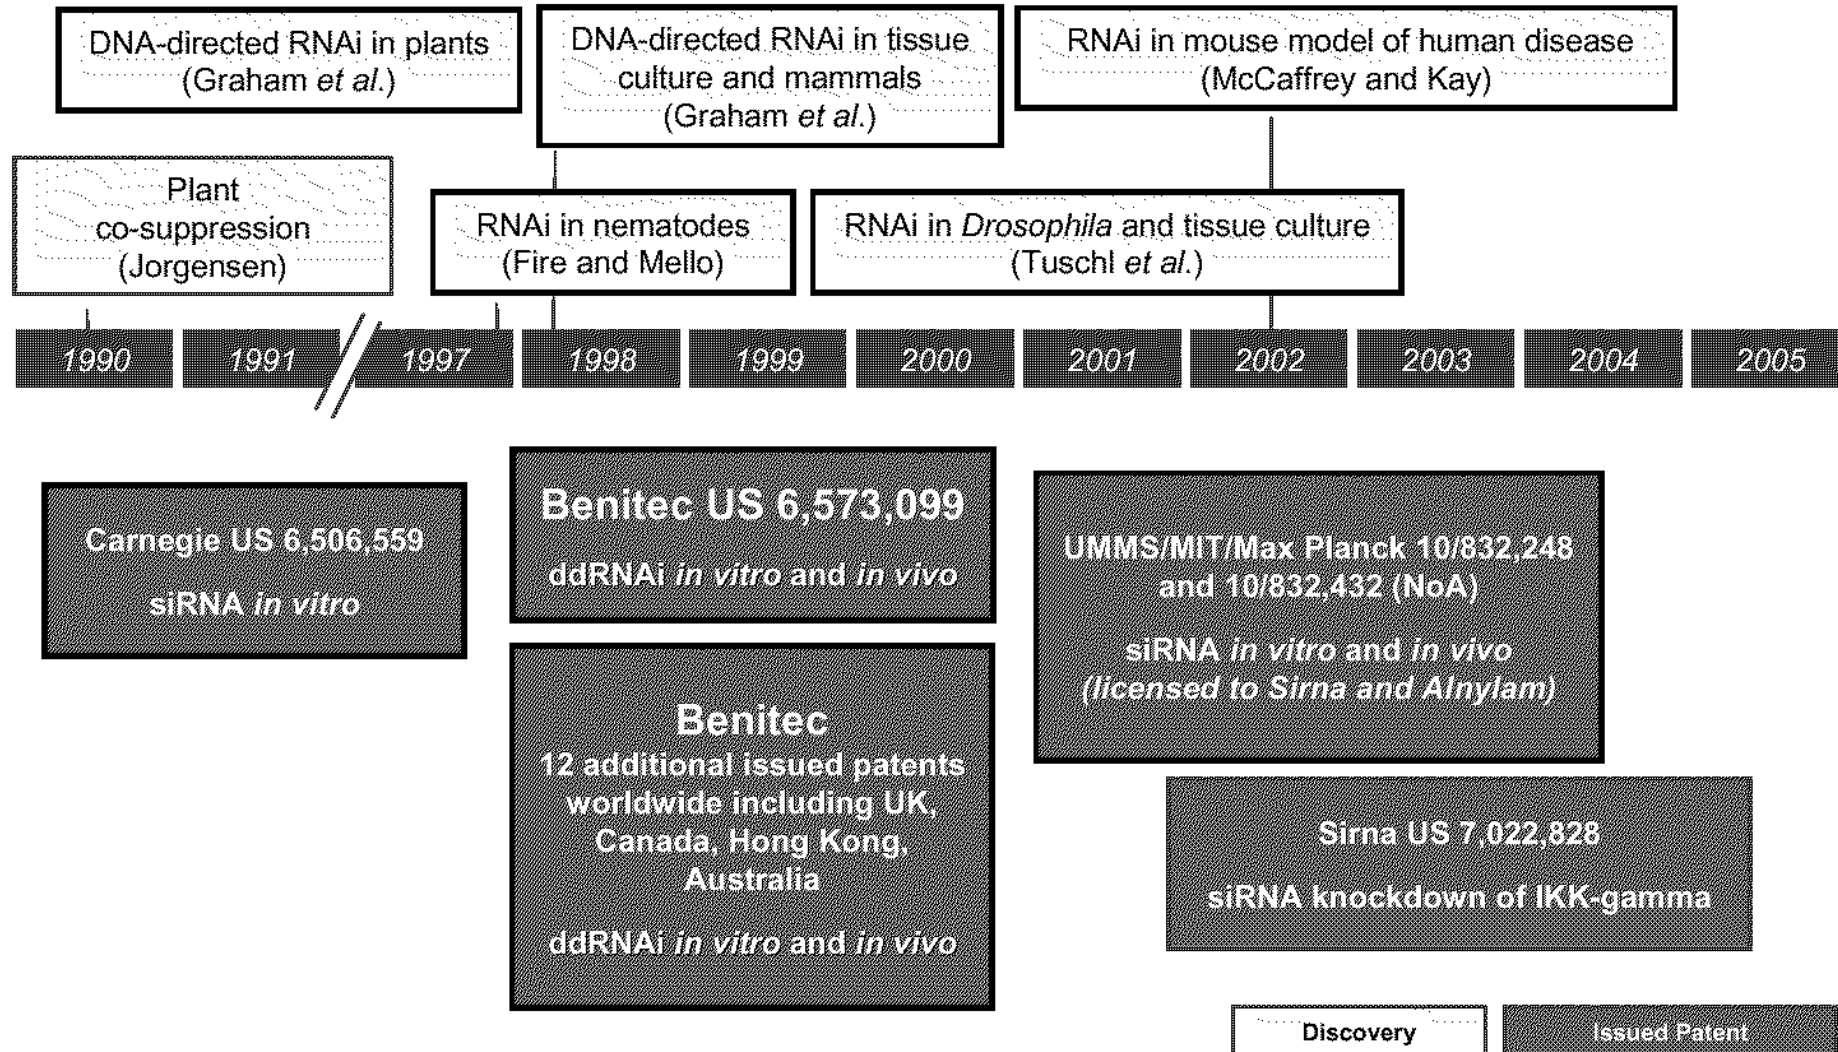 DNA-directed RNAi in plants
(Graham et al.)
DNA-directed RNAi in tissue
culture and mammals
(Graham et al.)
RNAi in mouse model of human disease
(McCaffrey and Kay)
Plant
co-suppression
(Jorgensen)
RNAi in nematodes
(Fire and Mello)
RNAi in Drosophila and tissue culture
(Tuschl et al.)
1990
1991
1997
1998
1999
2000
2001
2002
2003
2004
2005
Carnegie US 6,506,559
siRNA in vitro
Benitec US 6,573,099
ddRNAi in vitro and in vivo
Benitec
12 additional issued patents
worldwide including UK,
Canada, Hong Kong,
Australia
ddRNAi in vitro and in vivo
UMMS/MIT/Max Planck 10/832,248
and 10/832,432 (NoA)
siRNA in vitro and in vivo
(licensed to Sirna and Alnylam)
Sirna US 7,022,828
siRNA knockdown of IKK-gamma
Discovery
Issued Patent